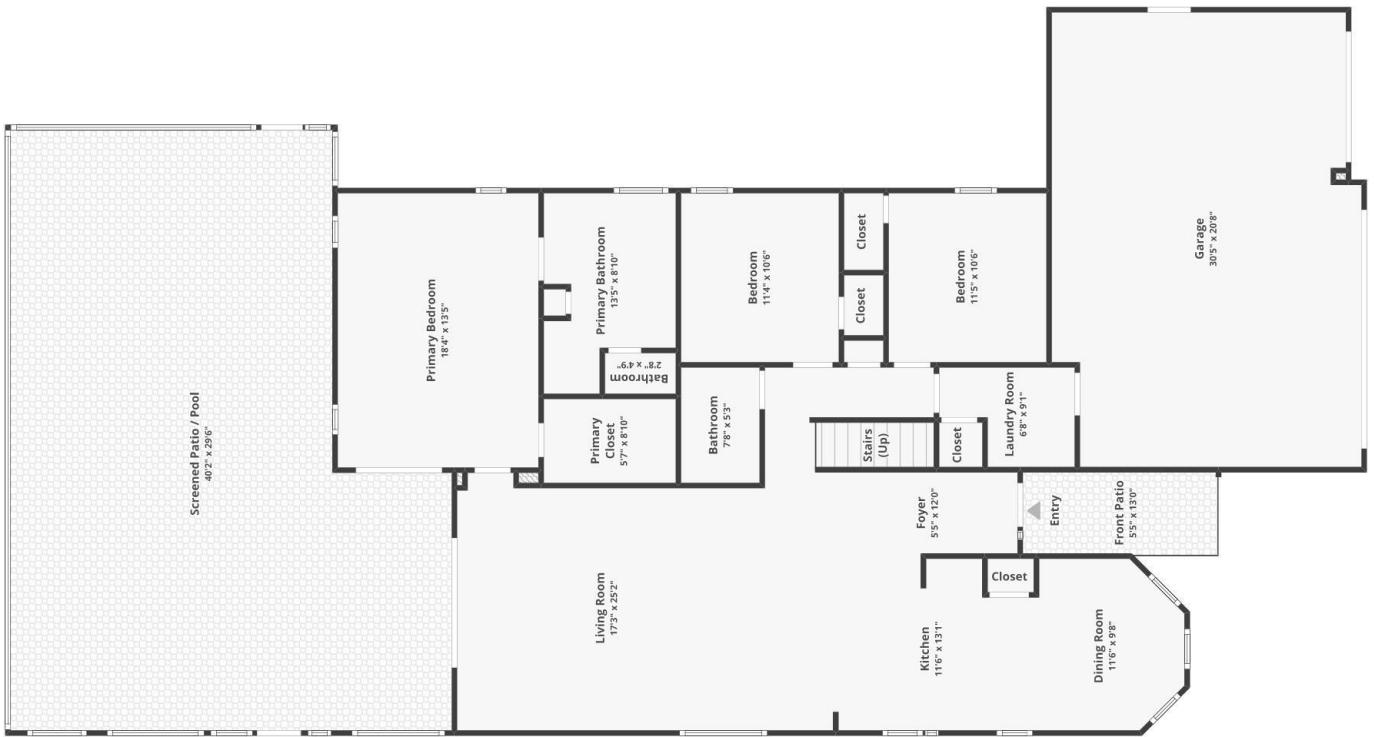 Screened Patio / Pool
40'2" x 29'6"
Primary Bedroom
18'4" x 13'5"
Primary Bathroom
13'5" x 8'10"
Bathroom
2'8" x 4'9"
Primary
Closet
5'7" x 8'10"
Bedroom
11'4" x 10'6"
Bathroom
7'8" x 5'3"
Closet
Closet
Bedroom
11'5" x 10'6"
Stairs
(Up)
Closet
Laundry Room
6'8" x 9'1"
Garage
30'5" x 20'8"
Living Room
17'3" x 25'2"
Foyer
5'5" x 12'0"
Entry
Front Patio
5'5" x 13'0"
Closet
Kitchen
11'6" x 13'1"
Dining Room
11'6" x 9'8"